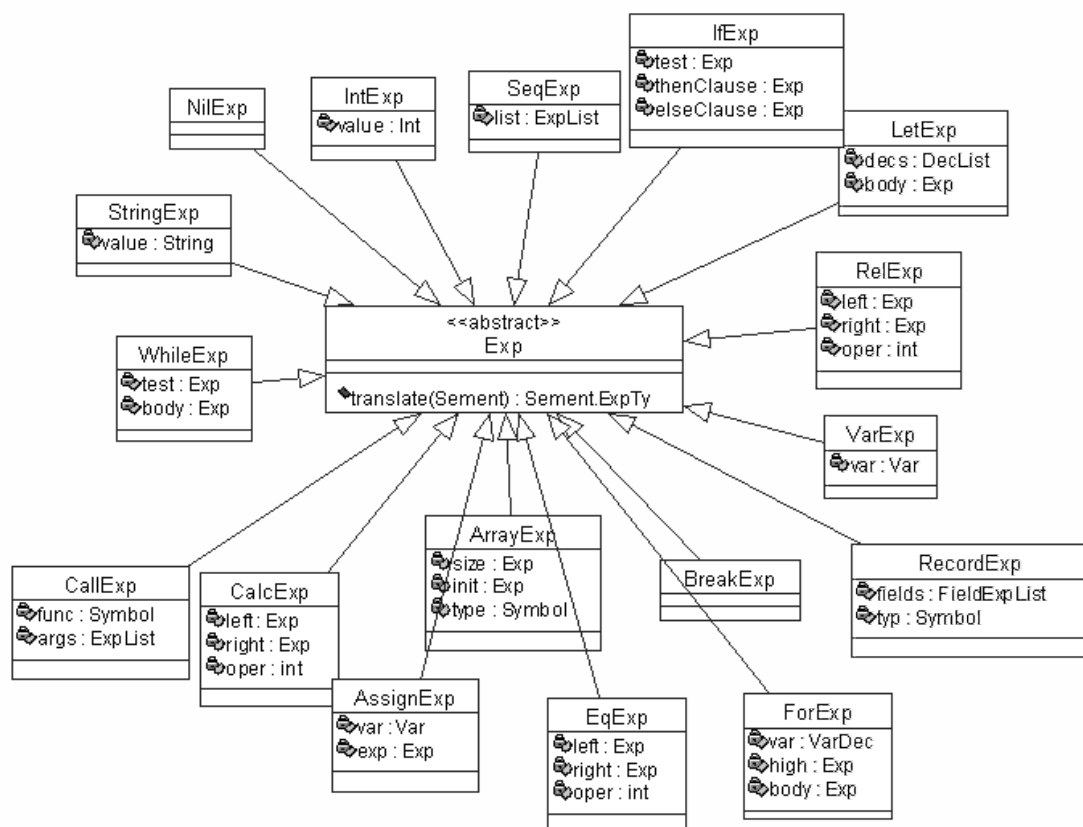 IfExp
test : Exp
thenClause : Exp
elseClause : Exp
SeqExp
list : ExpList
IntExp
value : Int
NilExp
LetExp
decs : DecList
body : Exp
StringExp
value : String
RelExp
left : Exp
right : Exp
oper : int
<<abstract>>
Exp
translate(Sement) : Sement.ExpTy
WhileExp
test : Exp
body : Exp
VarExp
var : Var
ArrayExp
size : Exp
init : Exp
type : Symbol
RecordExp
fields : FieldExpList
typ : Symbol
BreakExp
CallExp
func : Symbol
args : ExpList
CalcExp
left : Exp
right : Exp
oper : int
AssignExp
var : Var
exp : Exp
EqExp
left : Exp
right : Exp
oper : int
ForExp
var : VarDec
high : Exp
body : Exp